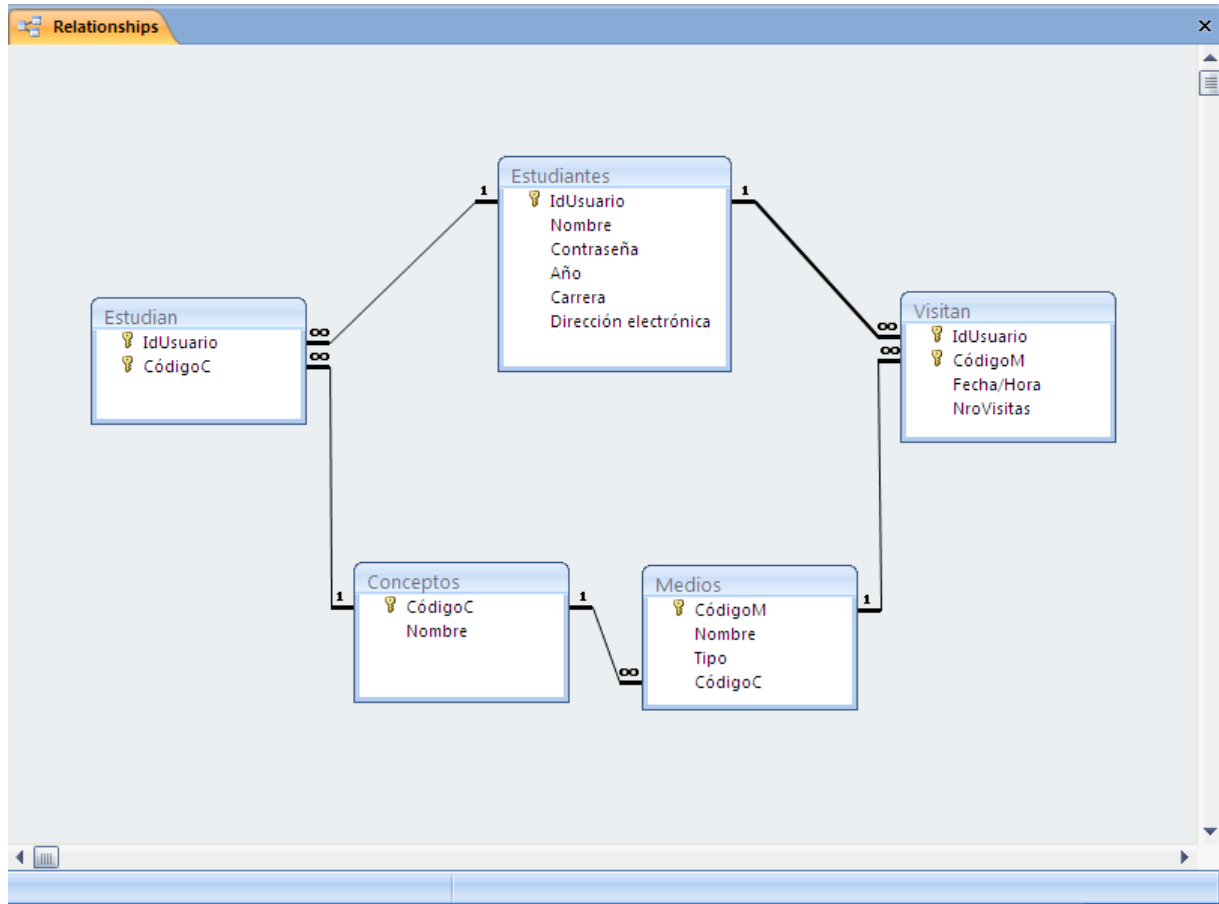 Relationships
Estudiantes
1
1
IdUsuario
Nombre
Contraseña
Año
Carrera
Dirección electrónica
Estudian
∞
IdUsuario
∞
CódigoC
Visitan
∞
IdUsuario
∞
CódigoM
Fecha/Hora
NroVisitas
Conceptos
1
CódigoC
1
Nombre
Medios
CódigoM
1
Nombre
Tipo
∞
CódigoC